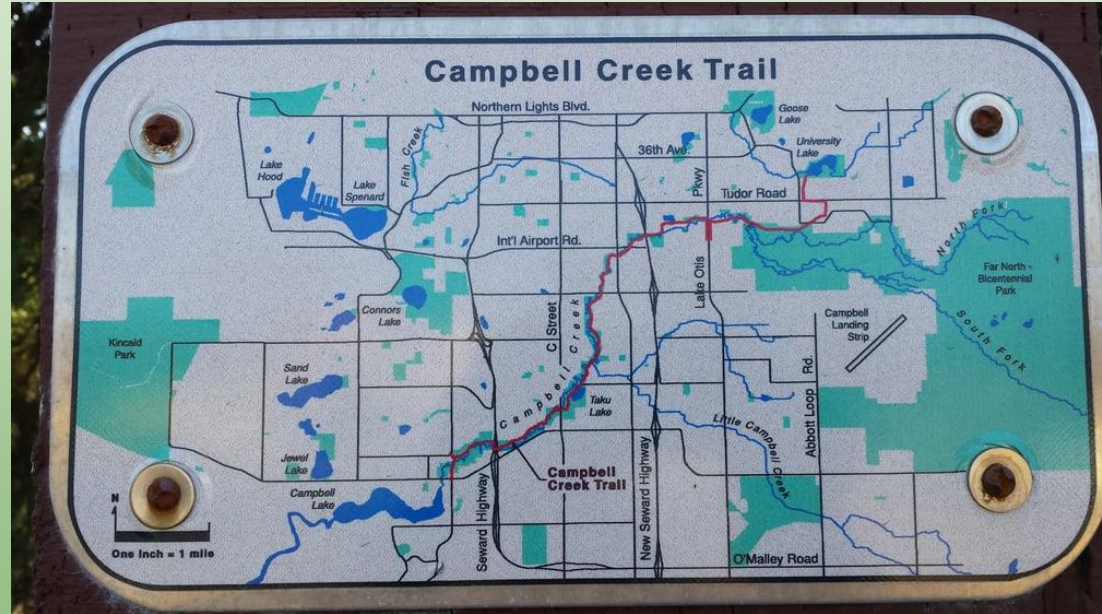 Campbell Creek Trail
Northern Lights Blvd.
Goose
Lake
Fish Creek
36th Ave.
University
Lake
Lake
Hood
Lake
Spenard
Pkwy
Tudor Road
Int'l Airport Rd.
North Fork
Lake Otis
Far North -
Bicentennial
Park
Connors
Lake
C Street
Campbell Creek
Campbell
Landing
Strip
South Fork
Kincaid
Park
Sand
Lake
Abbott Loop Rd.
Taku
Lake
Little Campbell Creek
Jewel
Lake
Campbell
Creek Trail
Campbell
Lake
Seward Highway
New Seward Highway
N
One Inch = 1 mile
O'Malley Road